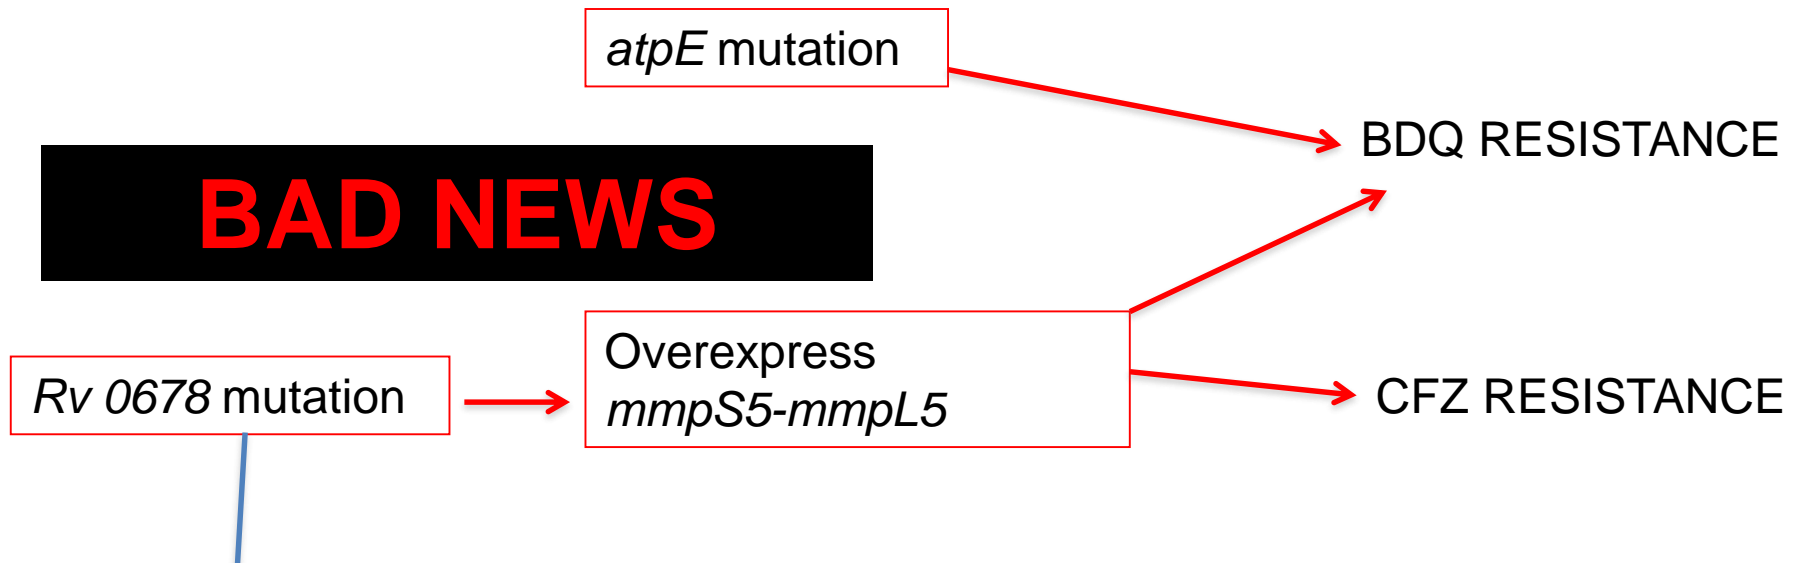 atpE mutation
BDQ RESISTANCE
BAD NEWS
Overexpress
mmpS5-mmpL5
Rv 0678 mutation
CFZ RESISTANCE